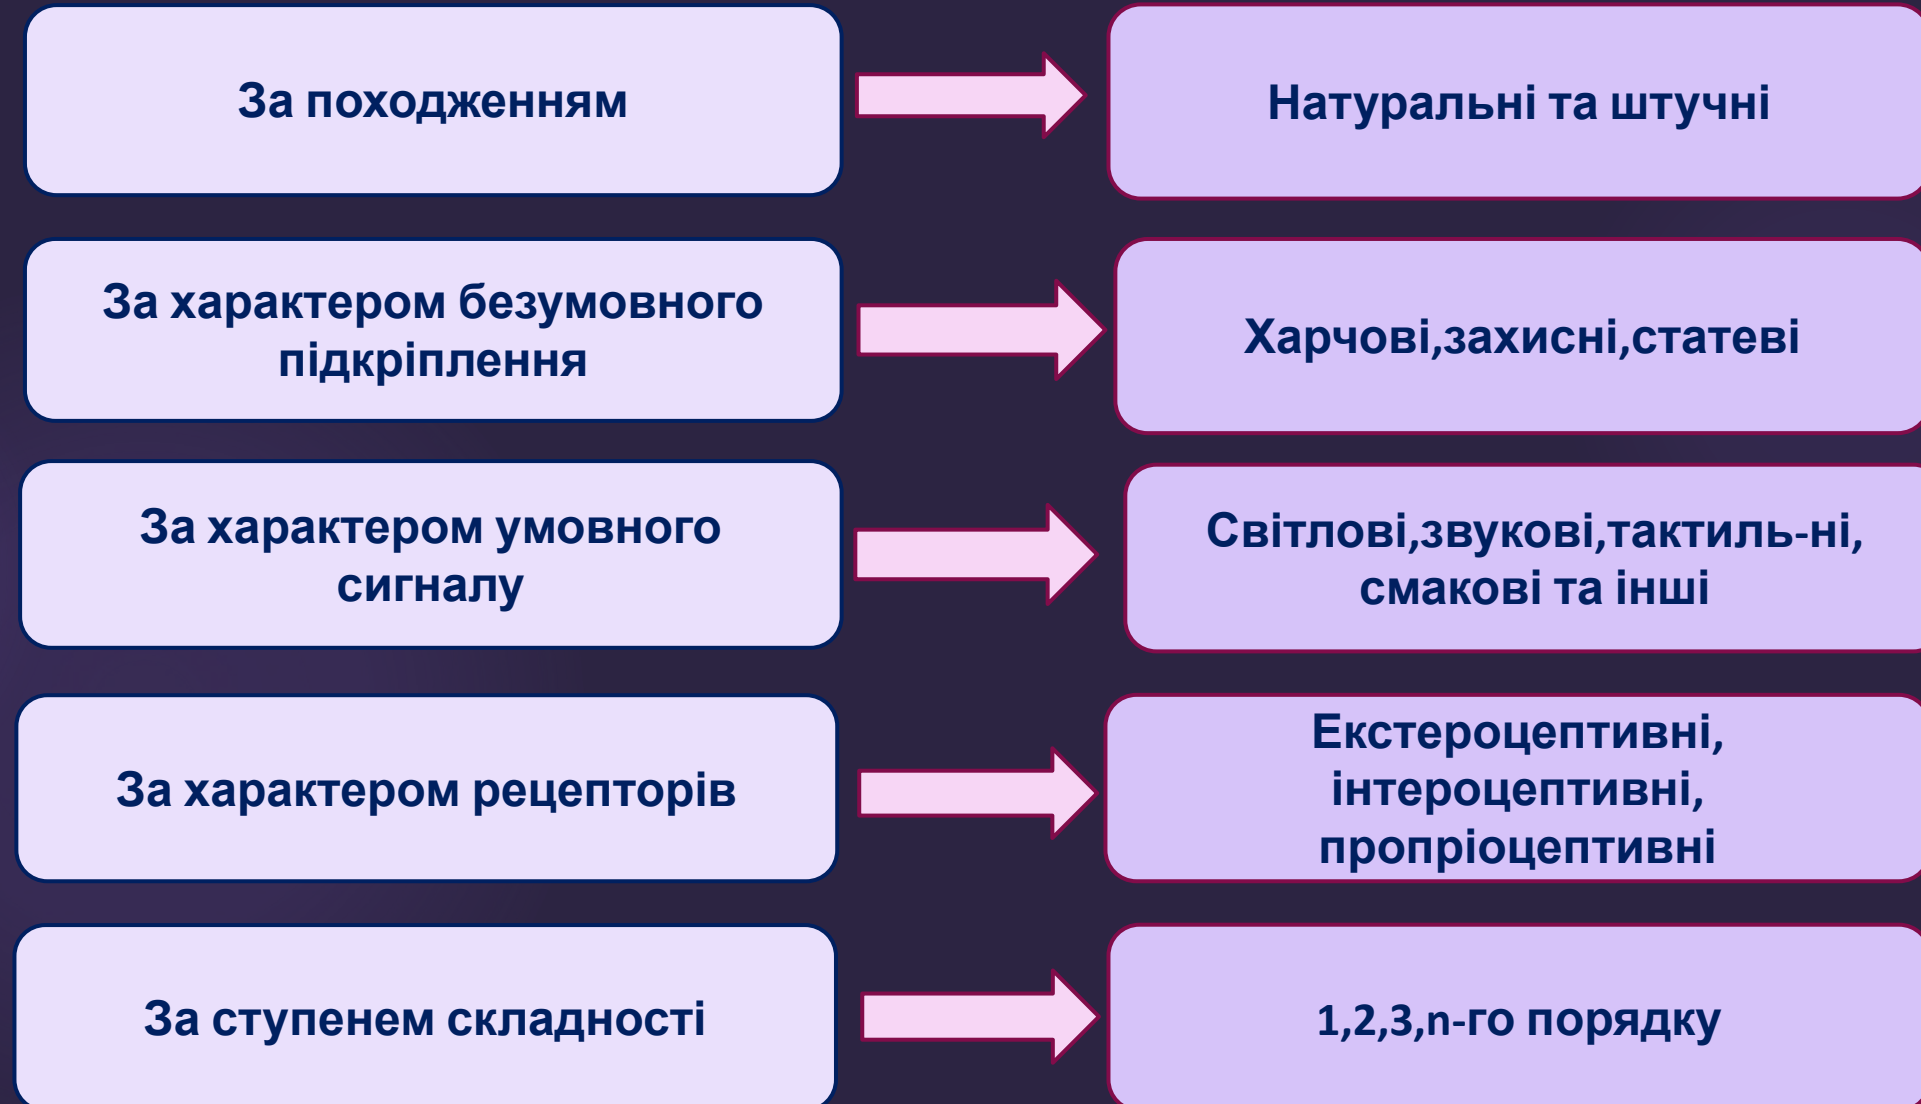 За походженням
Натуральні та штучні
За характером безумовного
підкріплення
Харчові,захисні,статеві
За характером умовного
сигналу
Світлові,звукові,тактиль-ні,
смакові та інші
За характером рецепторів
Екстероцептивні,
інтероцептивні,
пропріоцептивні
За ступенем складності
1,2,3,n-го порядку